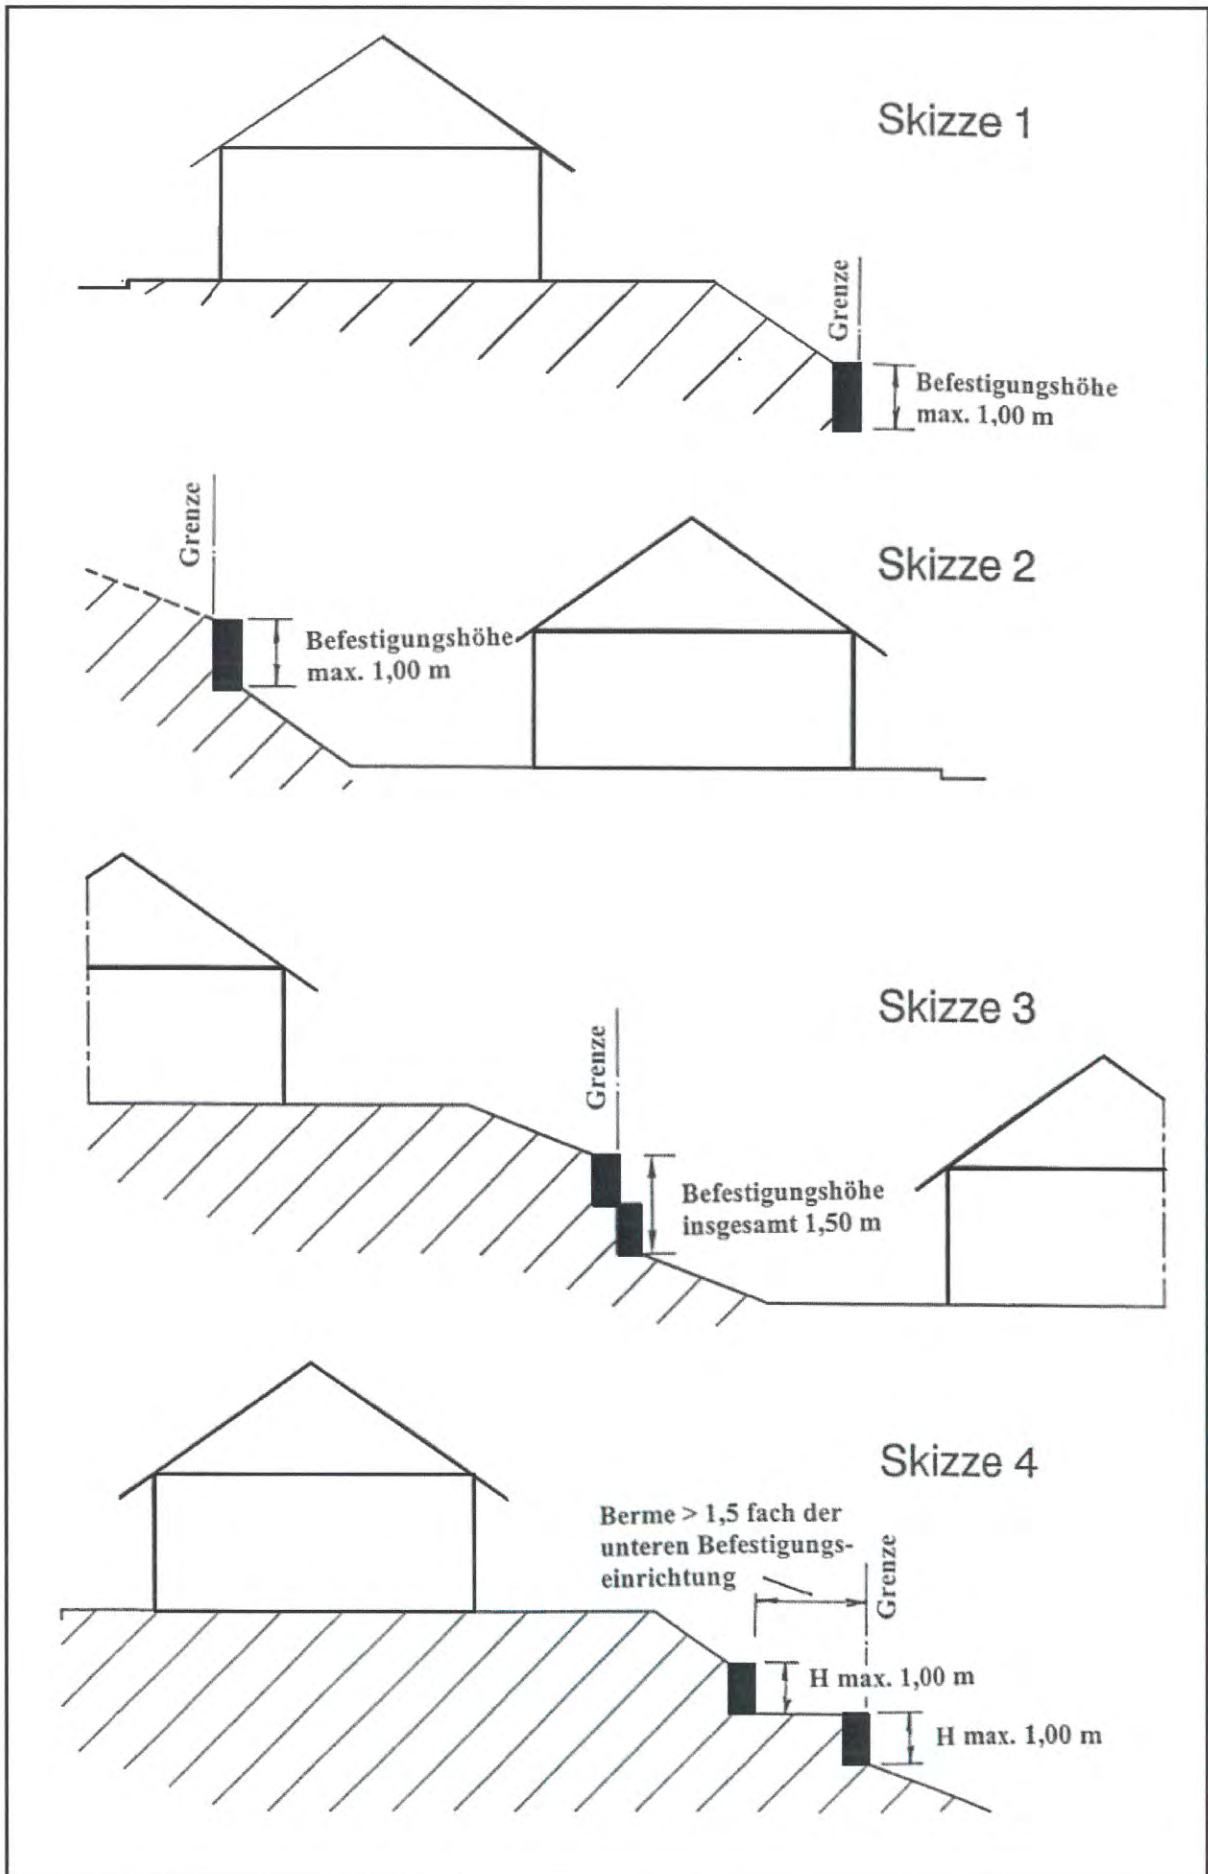 Skizze 1
Grenze
Befestigungshöhe
max. 1,00 m
Grenze
Skizze 2
Befestigungshöhe
max. 1,00 m
Skizze 3
Grenze
Befestigungshöhe
insgesamt 1,50 m
Skizze 4
Berme > 1,5 fach der
unteren Befestigungs-
einrichtung
Grenze
H max. 1,00 m
H max. 1,00 m